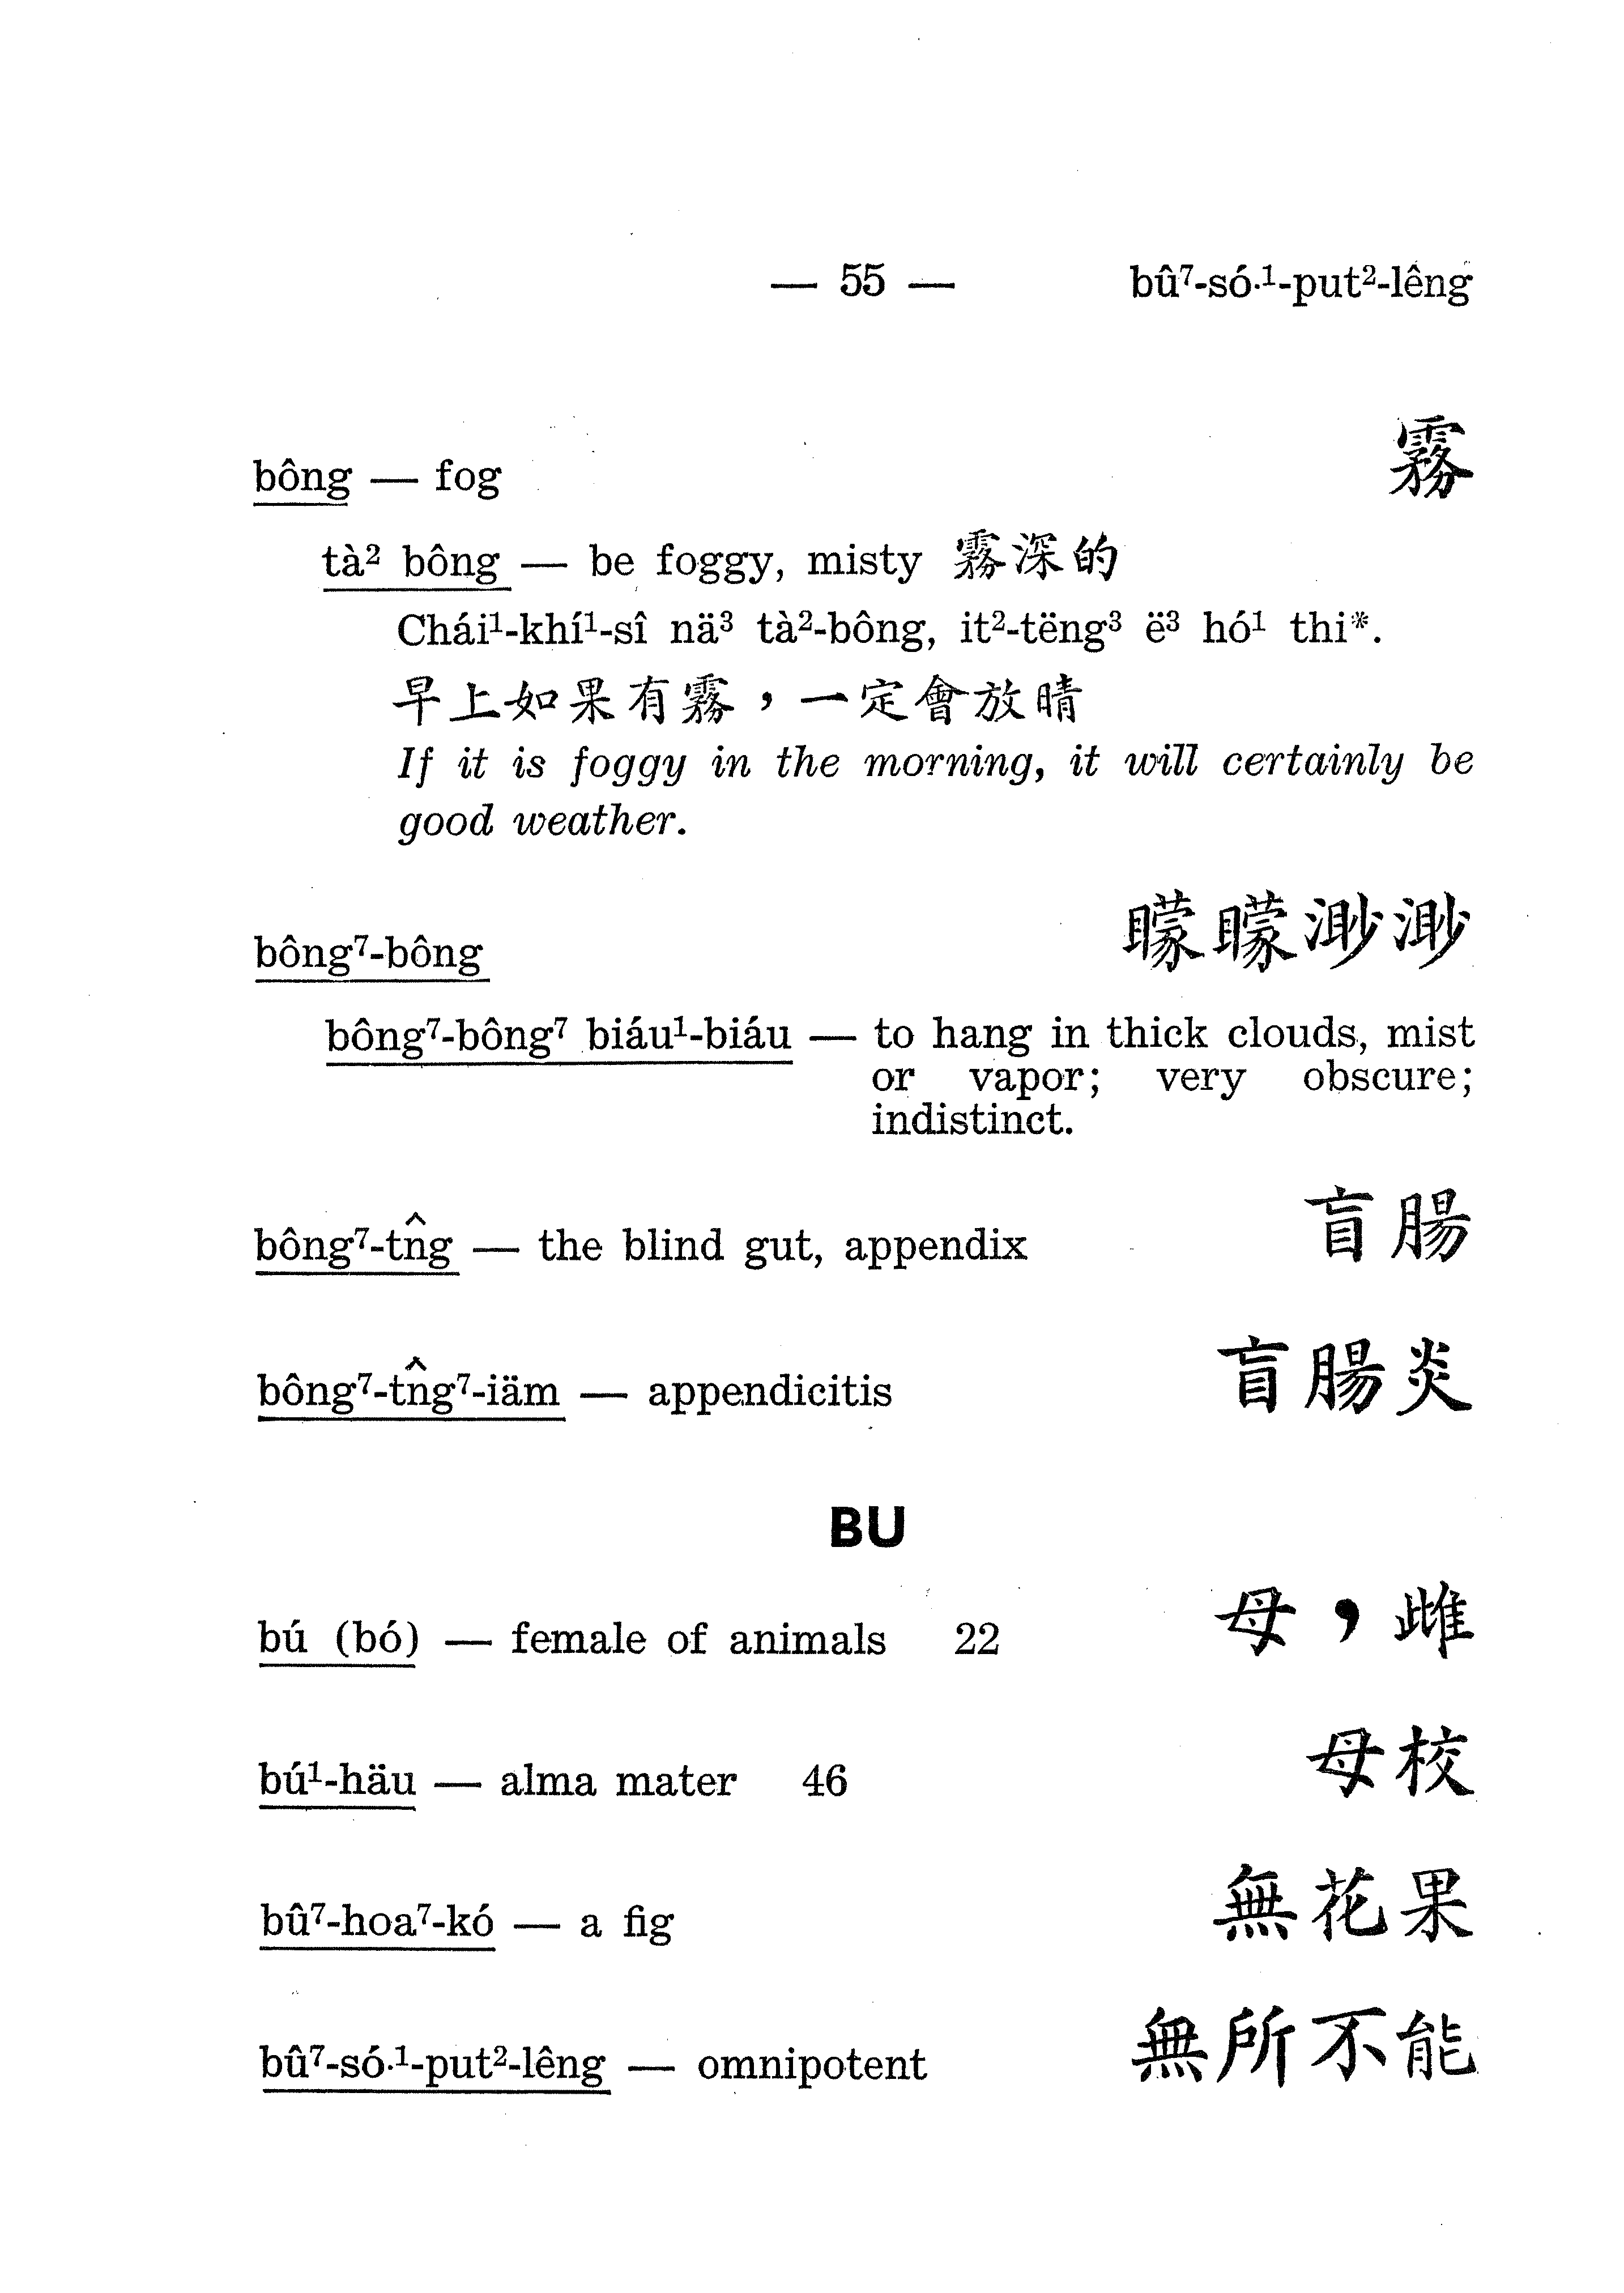 — 55 — bû⁷-só·¹-put²-lêng
bông — fog 霧
tà² bông — be foggy, misty 霧深的
Chái¹-khí¹-sî nä³ tà²-bông, it²-tëng³ ë³ hó¹ thi*.
早上如果有霧，一定會放晴
If it is foggy in the morning, it will certainly be
good weather.
bông⁷-bông 矇矇渺渺
bông⁷-bông⁷ biáu¹-biáu — to hang in thick clouds, mist
or vapor; very obscure;
indistinct.
bông⁷-tn̂g — the blind gut, appendix 盲腸
bông⁷-tn̂g⁷-iäm — appendicitis 盲腸炎
BU
bú (bó) — female of animals 22 母，雌
bú¹-häu — alma mater 46 母校
bû⁷-hoa⁷-kó — a fig 無花果
bû⁷-só·¹-put²-lêng — omnipotent 無所不能